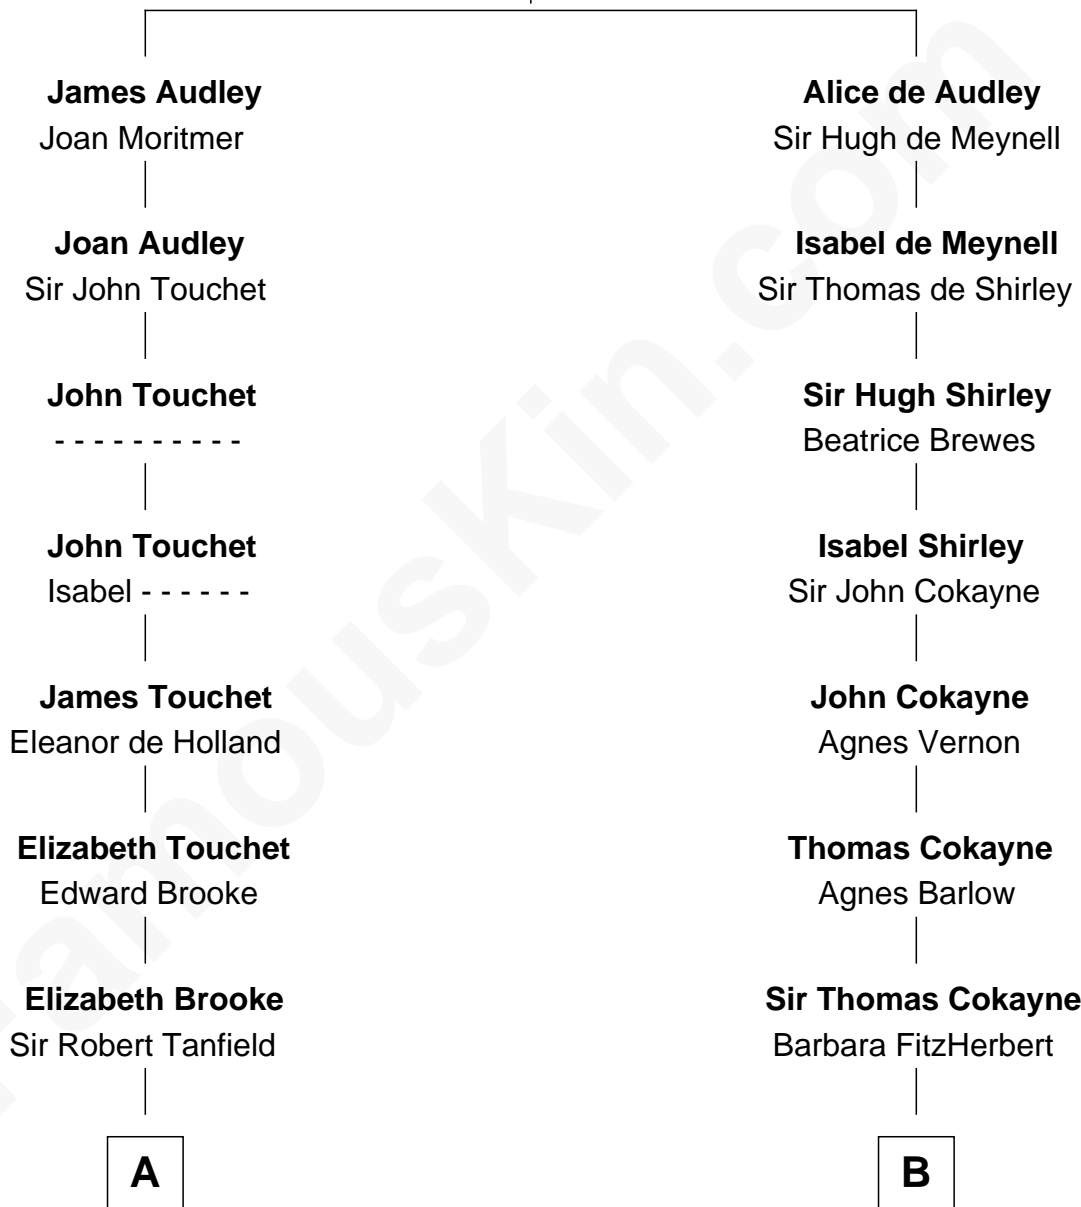 James Audley
Joan Moritmer
Joan Audley
Sir John Touchet
John Touchet
- - - - - - - - - -
John Touchet
Isabel - - - - - -
James Touchet
Eleanor de Holland
Elizabeth Touchet
Edward Brooke
Elizabeth Brooke
Sir Robert Tanfield
A
Alice de Audley
Sir Hugh de Meynell
Isabel de Meynell
Sir Thomas de Shirley
Sir Hugh Shirley
Beatrice Brewes
Isabel Shirley
Sir John Cokayne
John Cokayne
Agnes Vernon
Thomas Cokayne
Agnes Barlow
Sir Thomas Cokayne
Barbara FitzHerbert
B
FamousKin.com